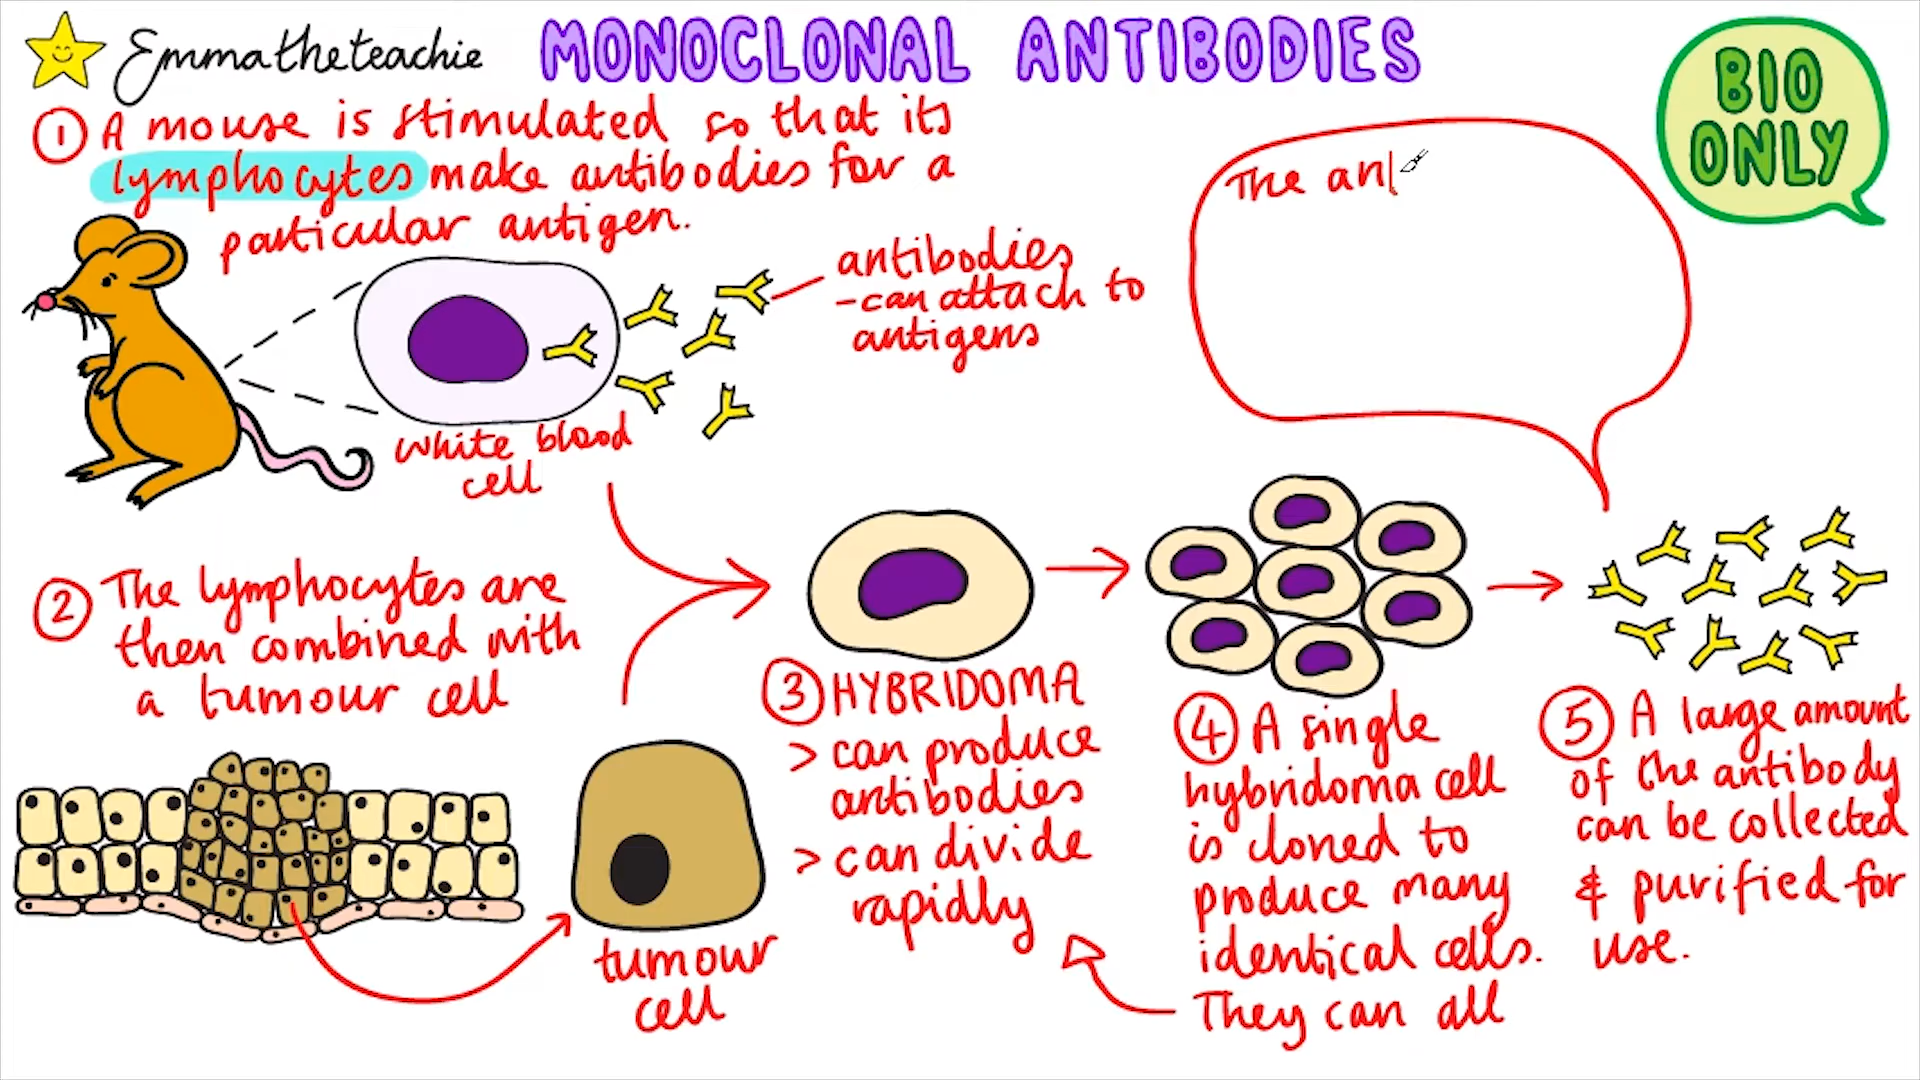 Emmatheteachie
MONOCLONAL ANTIBODIES
BIO
ONLY
① A mouse is stimulated so that its
lymphocytes make antibodies for a
particular antigen.
antibodies
-can attach to
antigens
white blood
cell
The an
② The lymphocytes are
then combined with
a tumour cell
tumour
cell
③ HYBRIDOMA
> can produce
antibodies
> can divide
rapidly
④ A single
hybridoma cell
is cloned to
produce many
identical cells.
They can all
⑤ A large amount
of the antibody
can be collected
& purified for
use.